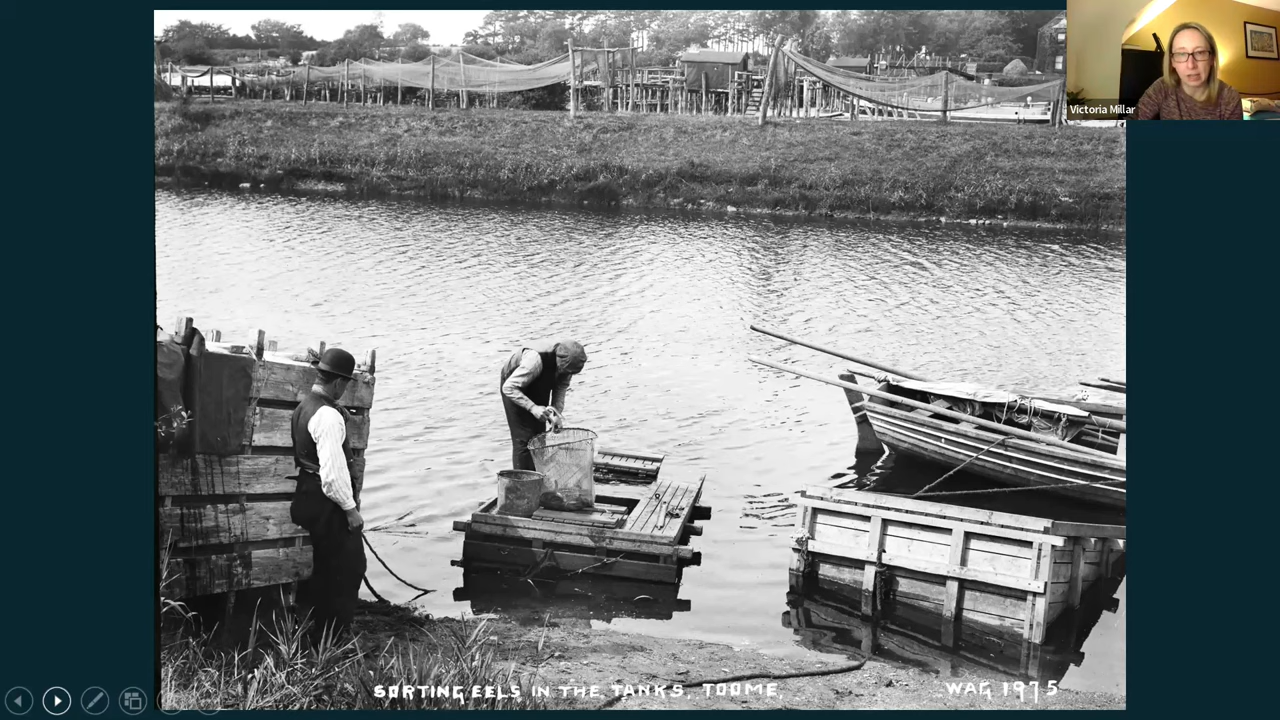 Victoria Millar
SORTING EELS IN THE TANKS, TOOME. WAG 1975